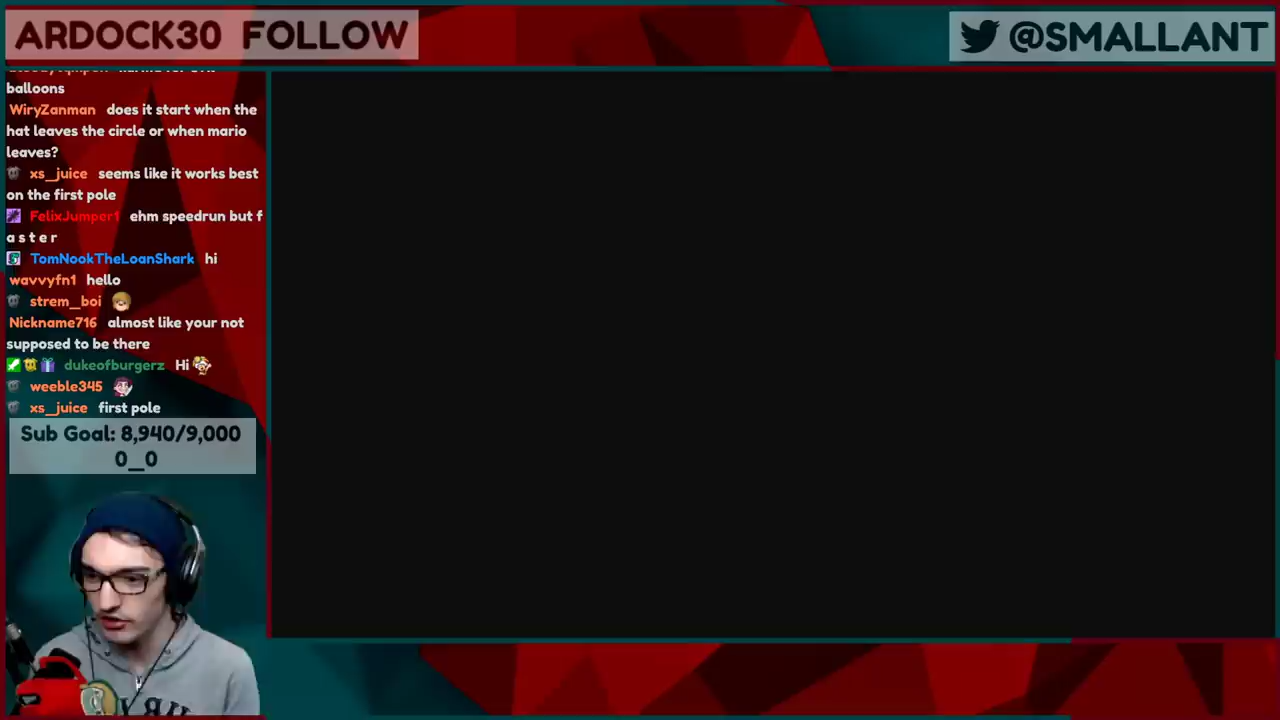 ARDOCK30 FOLLOW
@SMALLANT
balloons
WiryZanman does it start when the
hat leaves the circle or when mario
leaves?
xs_juice seems like it works best
on the first pole
FelixJumper1 ehm speedrun but f
a s t e r
TomNookTheLoanShark hi
wavvyfn1 hello
strem_boi
Nickname716 almost like your not
supposed to be there
dukeofburgerz Hi
weeble345
xs_juice first pole
Sub Goal: 8,940/9,000
0_0